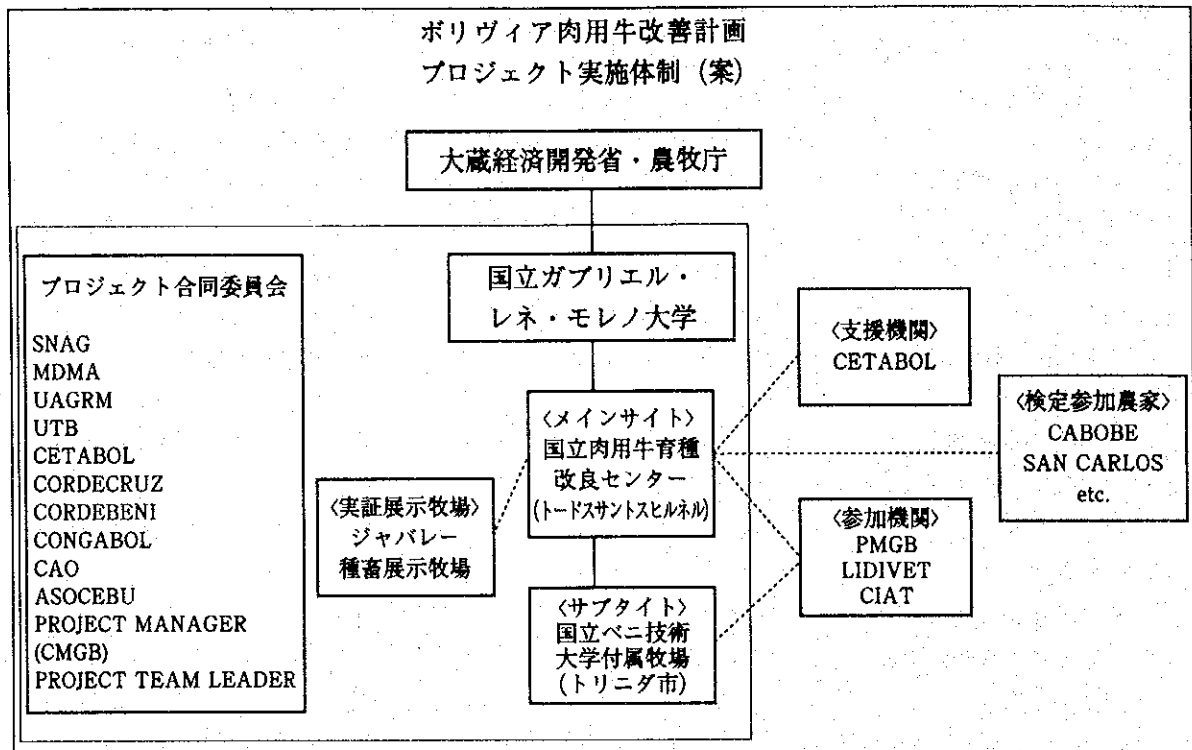 ボリヴィア肉用牛改善計画
プロジェクト実施体制（案）
大蔵経済開発省・農牧庁
プロジェクト合同委員会
SNAG
MDMA
UAGRM
UTB
CETABOL
CORDECRUZ
CORDEBENI
CONGABOL
CAO
ASOCEBU
PROJECT MANAGER
(CMGB)
PROJECT TEAM LEADER
国立ガブリエル・
レネ・モレノ大学
〈実証展示牧場〉
ジャバレー
種畜展示牧場
〈メインサイト〉
国立肉用牛育種
改良センター
(トードスサントスヒルネル)
〈サブタイト〉
国立ベニ技術
大学付属牧場
(トリニダ市)
〈支援機関〉
CETABOL
〈参加機関〉
PMGB
LIDIVET
CIAT
〈検定参加農家〉
CABOBE
SAN CARLOS
etc.